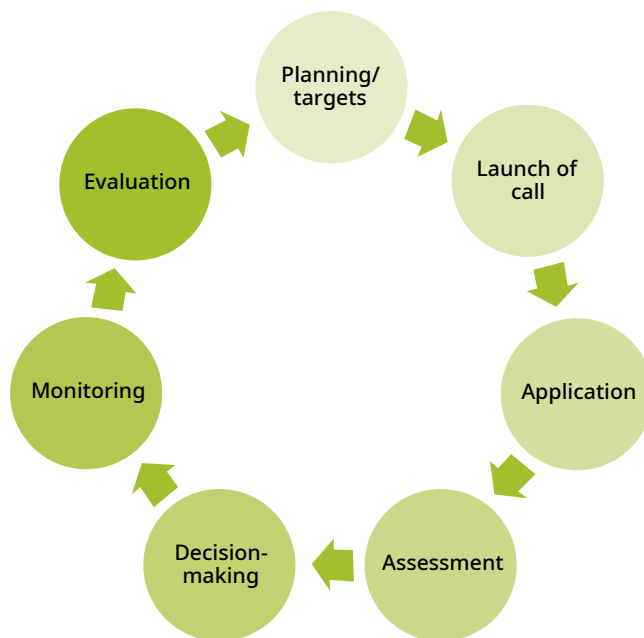 Planning/
targets
Launch of
call
Application
Assessment
Decision-
making
Monitoring
Evaluation